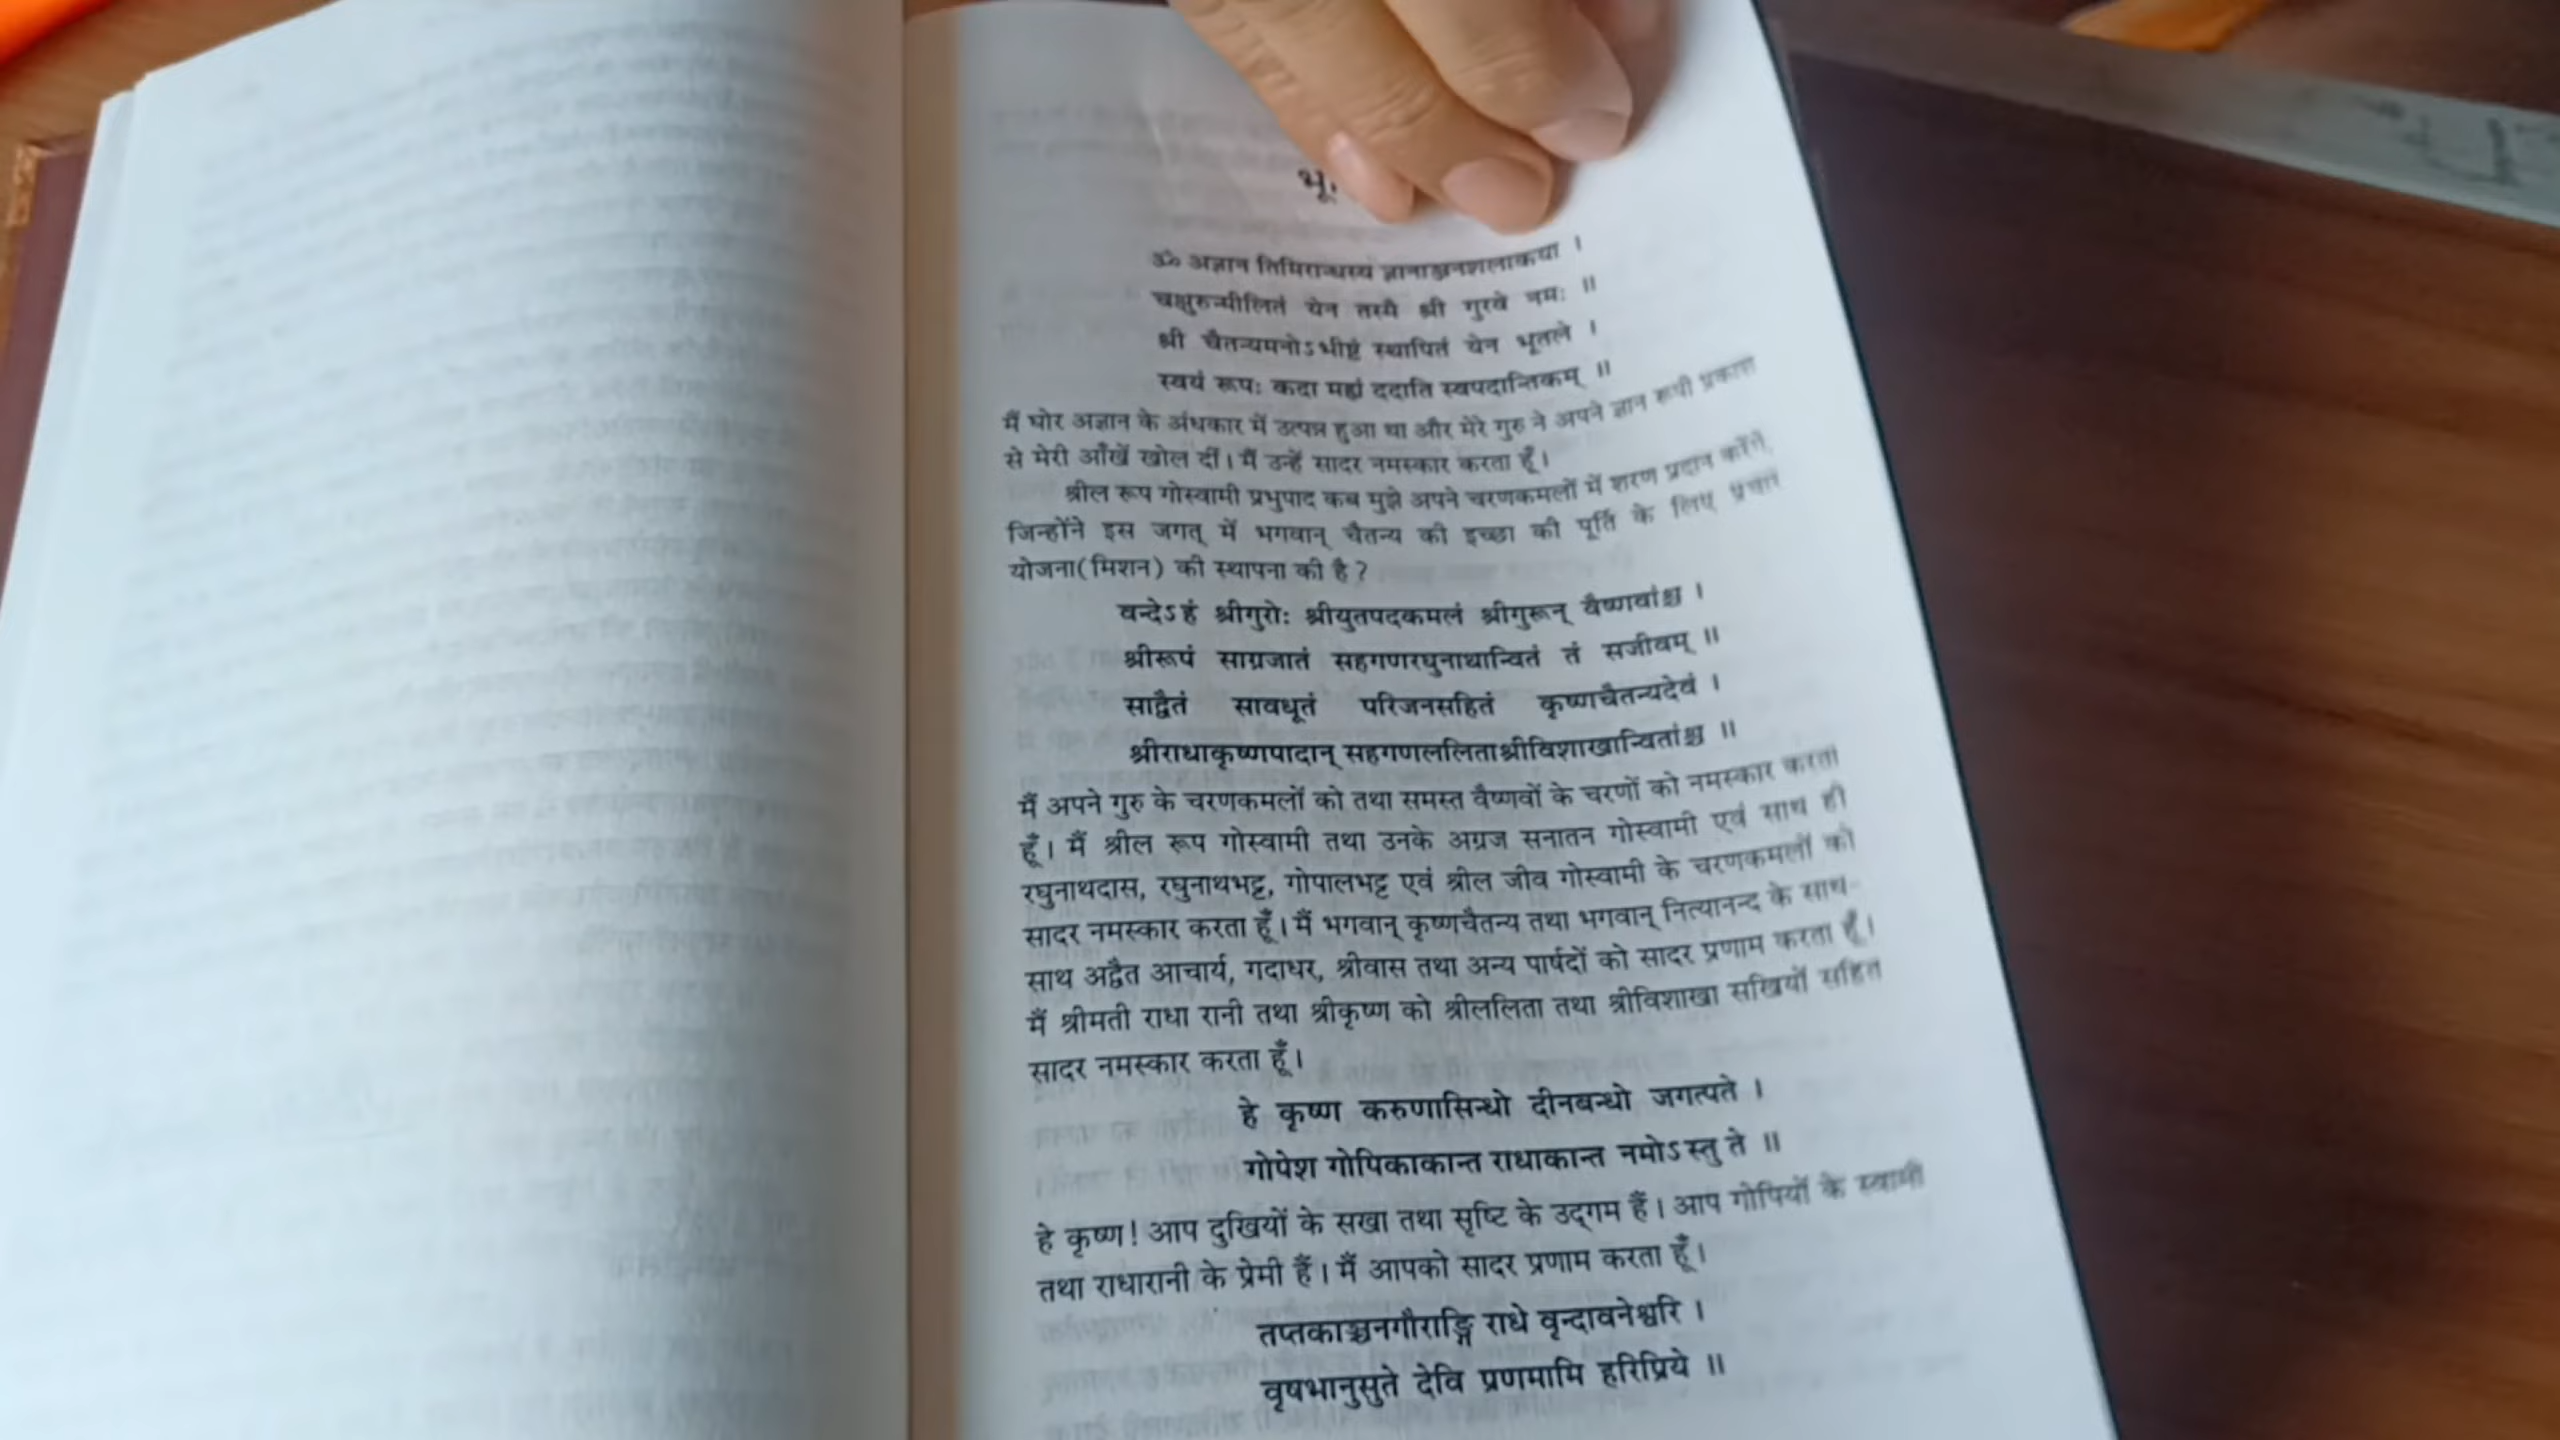 भू
ॐ अज्ञान तिमिरान्धस्य ज्ञानाञ्जनशलाकया ।
चक्षुरुन्मीलितं येन तस्मै श्री गुरवे नमः ॥
श्री चैतन्यमनोऽभीष्टं स्थापितं येन भूतले ।
स्वयं रूपः कदा मह्यं ददाति स्वपदान्तिकम् ॥
मैं घोर अज्ञान के अंधकार में उत्पन्न हुआ था और मेरे गुरु ने अपने ज्ञान रूपी प्रकाश
से मेरी आँखें खोल दीं। मैं उन्हें सादर नमस्कार करता हूँ।
श्रील रूप गोस्वामी प्रभुपाद कब मुझे अपने चरणकमलों में शरण प्रदान करेंगे,
जिन्होंने इस जगत् में भगवान् चैतन्य की इच्छा की पूर्ति के लिए प्रचार
योजना(मिशन) की स्थापना की है?
वन्देऽहं श्रीगुरोः श्रीयुतपदकमलं श्रीगुरून् वैष्णवांश्च ।
श्रीरूपं साग्रजातं सहगणरघुनाथान्वितं तं सजीवम् ॥
साद्वैतं सावधूतं परिजनसहितं कृष्णचैतन्यदेवं ।
श्रीराधाकृष्णपादान् सहगणललिताश्रीविशाखान्वितांश्च ॥
मैं अपने गुरु के चरणकमलों को तथा समस्त वैष्णवों के चरणों को नमस्कार करता
हूँ। मैं श्रील रूप गोस्वामी तथा उनके अग्रज सनातन गोस्वामी एवं साथ ही
रघुनाथदास, रघुनाथभट्ट, गोपालभट्ट एवं श्रील जीव गोस्वामी के चरणकमलों को
सादर नमस्कार करता हूँ। मैं भगवान् कृष्णचैतन्य तथा भगवान् नित्यानन्द के साथ-
साथ अद्वैत आचार्य, गदाधर, श्रीवास तथा अन्य पार्षदों को सादर प्रणाम करता हूँ।
मैं श्रीमती राधा रानी तथा श्रीकृष्ण को श्रीललिता तथा श्रीविशाखा सखियों सहित
सादर नमस्कार करता हूँ।
हे कृष्ण करुणासिन्धो दीनबन्धो जगत्पते ।
गोपेश गोपिकाकान्त राधाकान्त नमोऽस्तु ते ॥
हे कृष्ण! आप दुखियों के सखा तथा सृष्टि के उद्‌गम हैं। आप गोपियों के स्वामी
तथा राधारानी के प्रेमी हैं। मैं आपको सादर प्रणाम करता हूँ।
तप्तकाञ्चनगौराङ्गि राधे वृन्दावनेश्वरि ।
वृषभानुसुते देवि प्रणमामि हरिप्रिये ॥